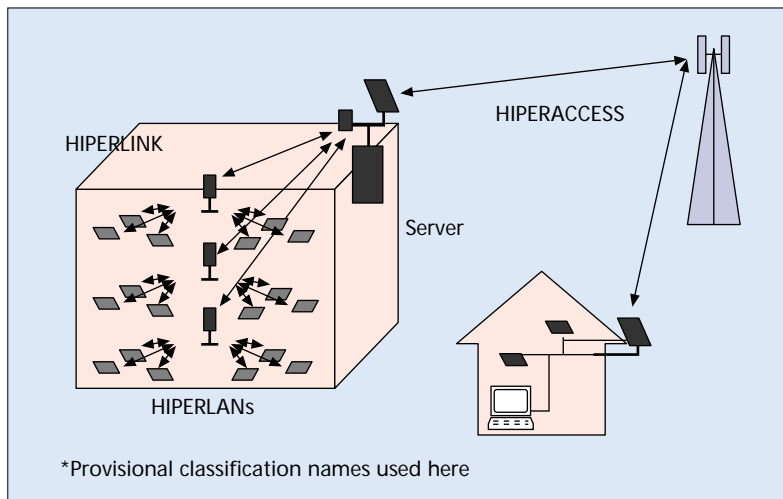 HIPERACCESS
HIPERLINK
Server
HIPERLANs
*Provisional classification names used here